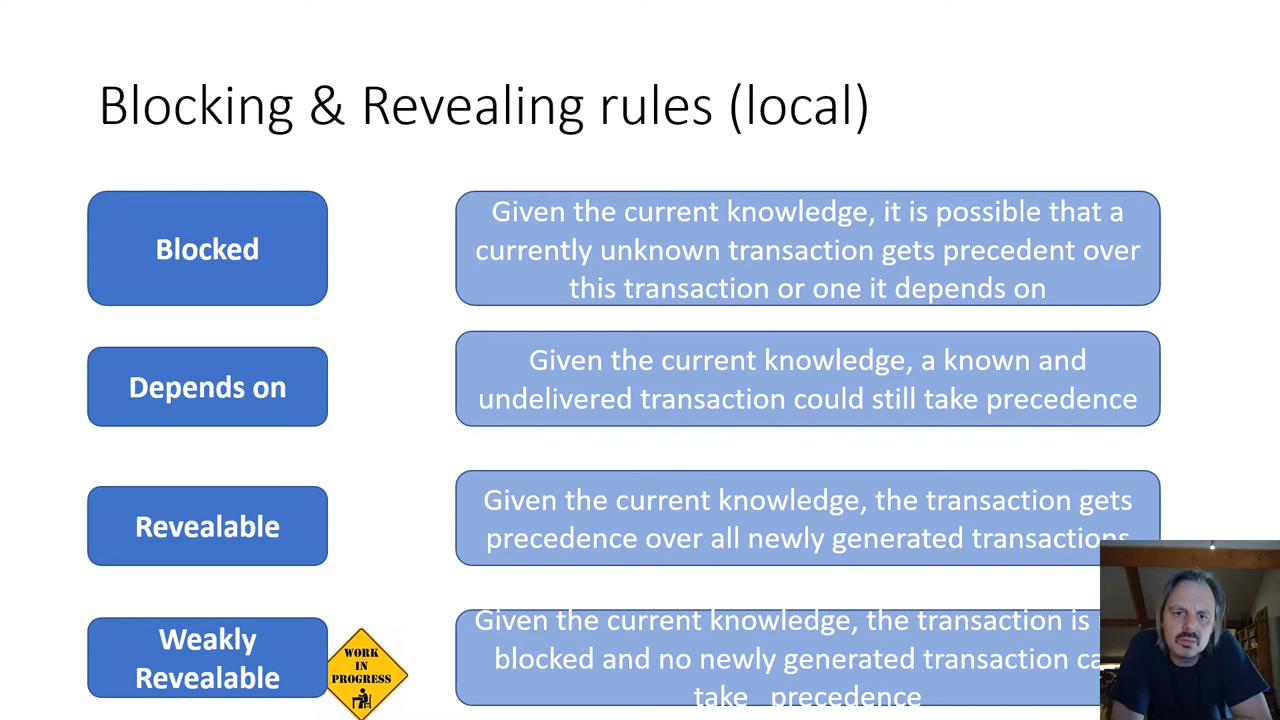 Blocking & Revealing rules (local)
Blocked
Given the current knowledge, it is possible that a
currently unknown transaction gets precedent over
this transaction or one it depends on
Depends on
Given the current knowledge, a known and
undelivered transaction could still take precedence
Revealable
Given the current knowledge, the transaction gets
precedence over all newly generated transactions
Weakly
Revealable
WORK
IN
PROGRESS
Given the current knowledge, the transaction is
blocked and no newly generated transaction
take precedence